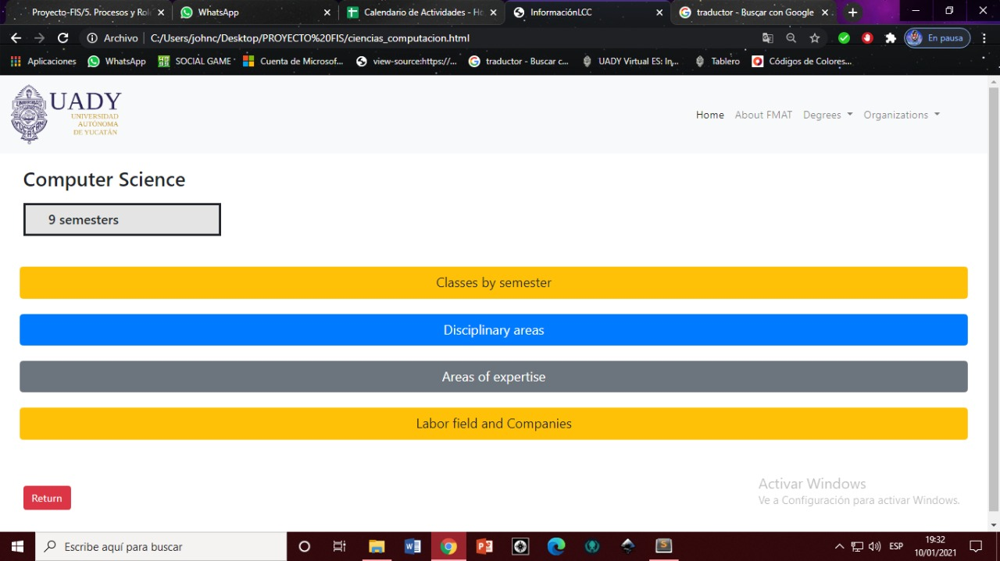 Proyecto-FIS/5. Procesos y Rol
WhatsApp
Calendario de Actividades - Ho
InformaciónLCC
traductor - Buscar con Google
Archivo
C:/Users/johnc/Desktop/PROYECTO%20FIS/ciencias_computacion.html
En pausa
Aplicaciones
WhatsApp
SOCIAL GAME
Cuenta de Microsof...
view-source:https://...
traductor - Buscar c...
UADY Virtual ES: In...
Tablero
Códigos de Colores...
UADY
UNIVERSIDAD
AUTÓNOMA
DE YUCATÁN
Home
About FMAT
Degrees
Organizations
Computer Science
9 semesters
Classes by semester
Disciplinary areas
Areas of expertise
Labor field and Companies
Return
Activar Windows
Ve a Configuración para activar Windows.
Escribe aquí para buscar
ESP
19:32
10/01/2021